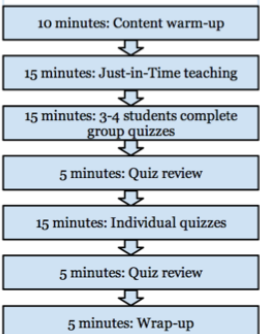 10 minutes: Content warm-up
15 minutes: Just-in-Time teaching
15 minutes: 3-4 students complete
group quizzes
5 minutes: Quiz review
15 minutes: Individual quizzes
5 minutes: Quiz review
5 minutes: Wrap-up